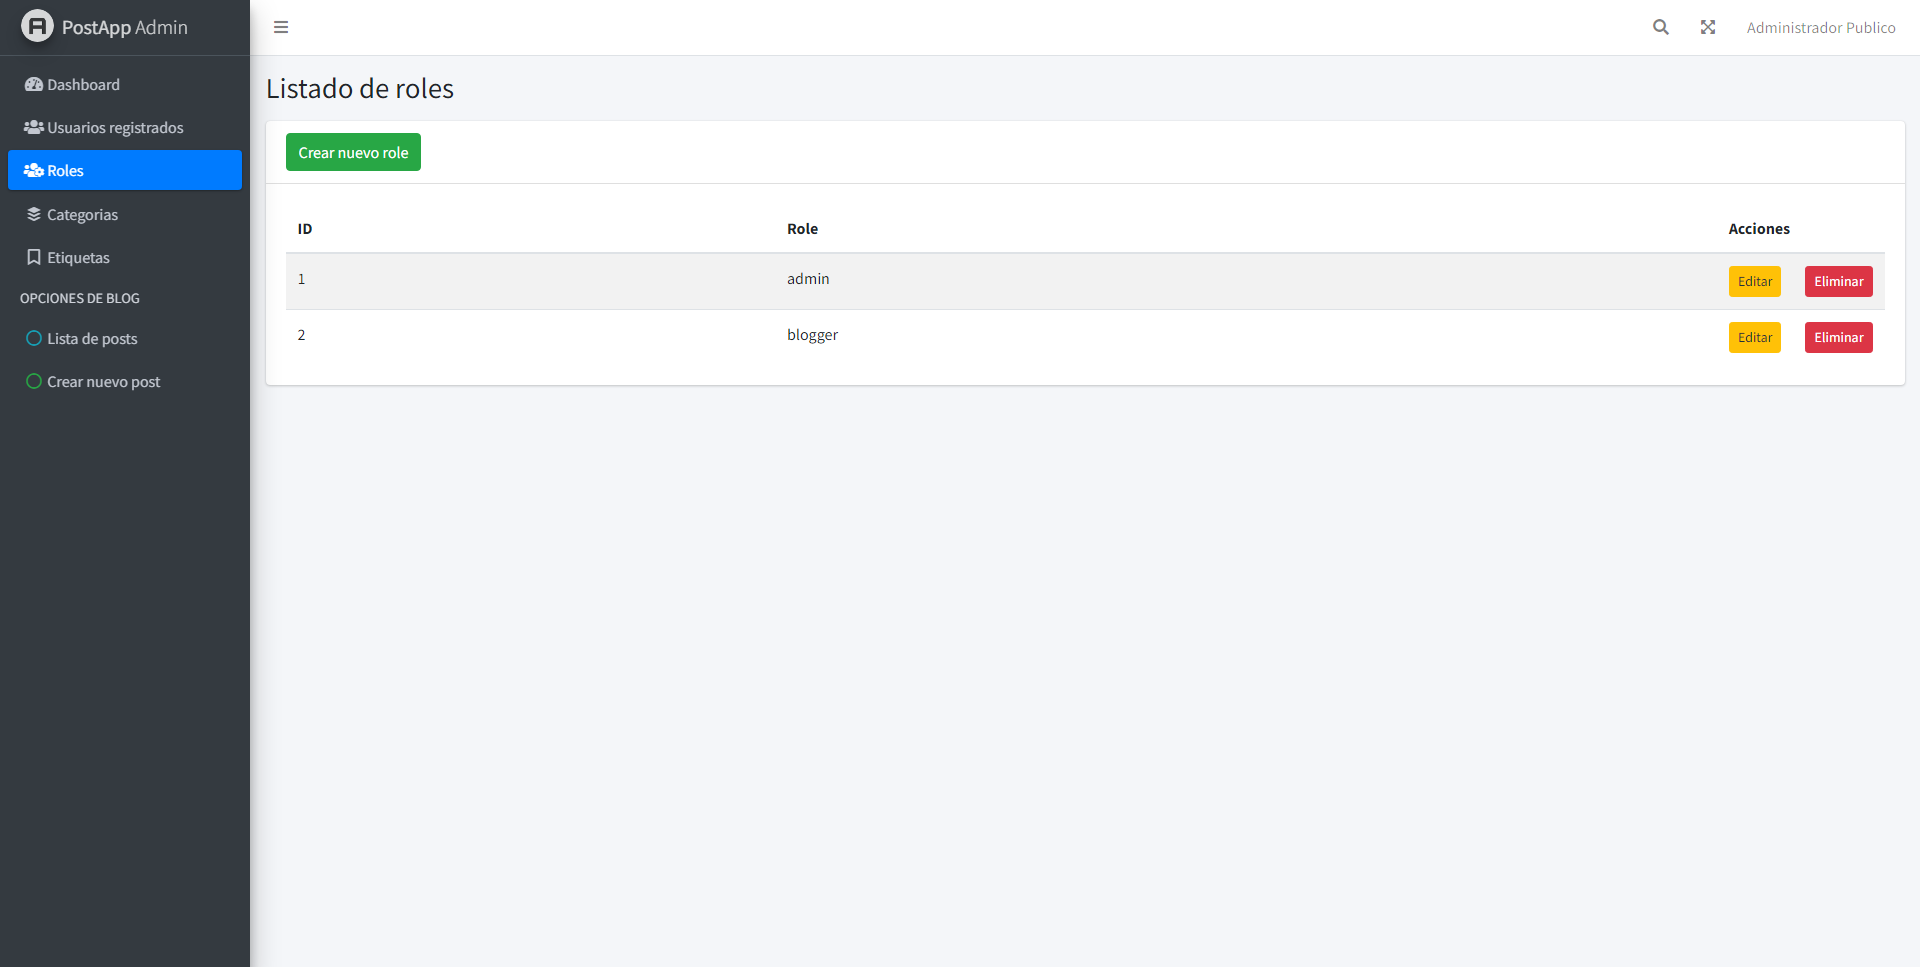 PostApp Admin
Administrador Publico
Dashboard
Usuarios registrados
Roles
Categorias
Etiquetas
OPCIONES DE BLOG
Lista de posts
Crear nuevo post
Listado de roles
Crear nuevo role
ID Role Acciones
1 admin Editar Eliminar
2 blogger Editar Eliminar